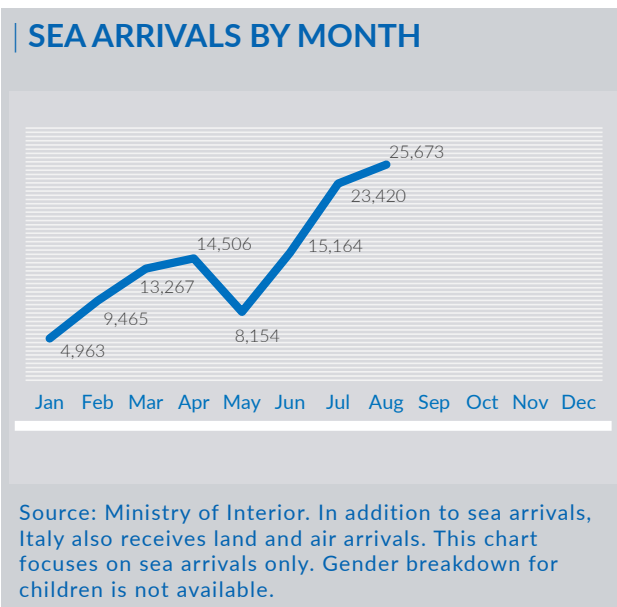 SEA ARRIVALS BY MONTH
25,673
23,420
14,506
15,164
13,267
9,465
8,154
4,963
Jan Feb Mar Apr May Jun Jul Aug Sep Oct Nov Dec
Source: Ministry of Interior. In addition to sea arrivals,
Italy also receives land and air arrivals. This chart
focuses on sea arrivals only. Gender breakdown for
children is not available.